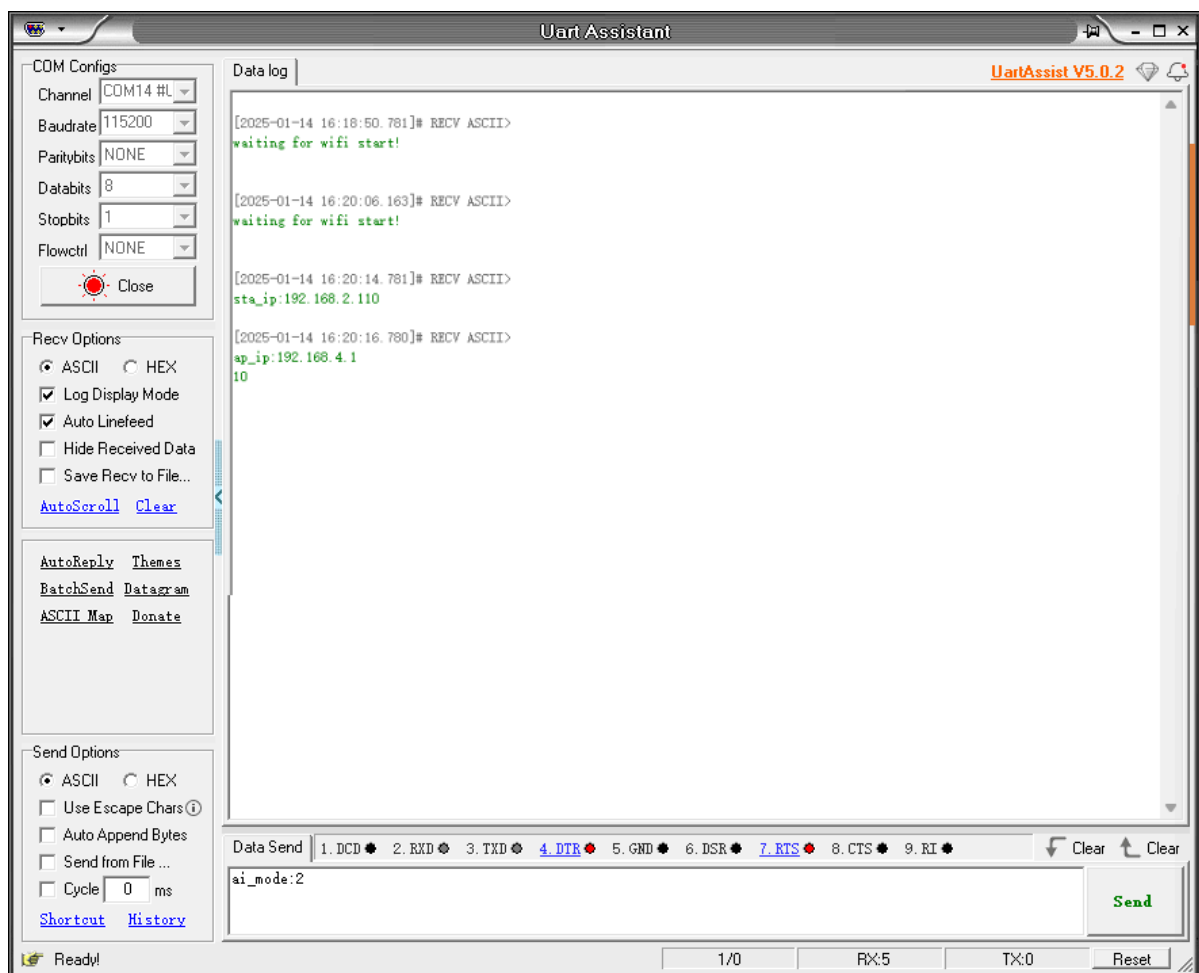 Uart Assistant
COM Configs
Channel COM14 #U
Baudrate 115200
Paritybits NONE
Databits 8
Stopbits 1
Flowctrl NONE
Close
Recv Options
ASCII HEX
Log Display Mode
Auto Linefeed
Hide Received Data
Save Recv to File...
AutoScroll Clear
AutoReply Themes
BatchSend Datagram
ASCII Map Donate
Send Options
ASCII HEX
Use Escape Chars
Auto Append Bytes
Send from File ...
Cycle 0 ms
Shortcut History
Data log
UartAssist V5.0.2
[2025-01-14 16:18:50.781]# RECV ASCII>
waiting for wifi start!
[2025-01-14 16:20:06.163]# RECV ASCII>
waiting for wifi start!
[2025-01-14 16:20:14.781]# RECV ASCII>
sta_ip:192.168.2.110
[2025-01-14 16:20:16.780]# RECV ASCII>
ap_ip:192.168.4.1
10
Data Send 1. DCD 2. RXD 3. TXD 4. DTR 5. GND 6. DSR 7. RTS 8. CTS 9. RI Clear Clear
ai_mode:2
Send
Ready! 1/0 RX:5 TX:0 Reset